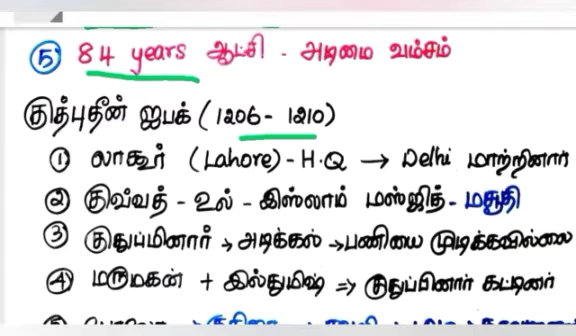 ⑤ 84 years ஆட்சி - அடிமை வம்சம்
குத்புதீன் ஐபக் (1206 - 1210)
① லாகூர் (Lahore) - H.Q → Delhi மாற்றினார்
② குவ்வத் - உல் - இஸ்லாம் மஸ்ஜித் - மசூதி
③ குதுப்மினார் → அடிக்கல் → பணியை முடிக்கவில்லை
④ மருமகன் + இல்துமிஷ் ⇒ குதுப்பினார் கட்டினர்